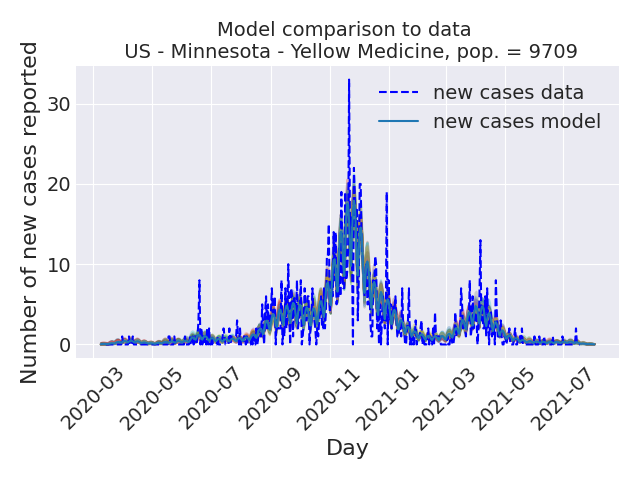 Model comparison to data
US - Minnesota - Yellow Medicine, pop. = 9709
Number of new cases reported
30
20
10
0
new cases data
new cases model
2020-03
2020-05
2020-07
2020-09
2020-11
2021-01
2021-03
2021-05
2021-07
Day